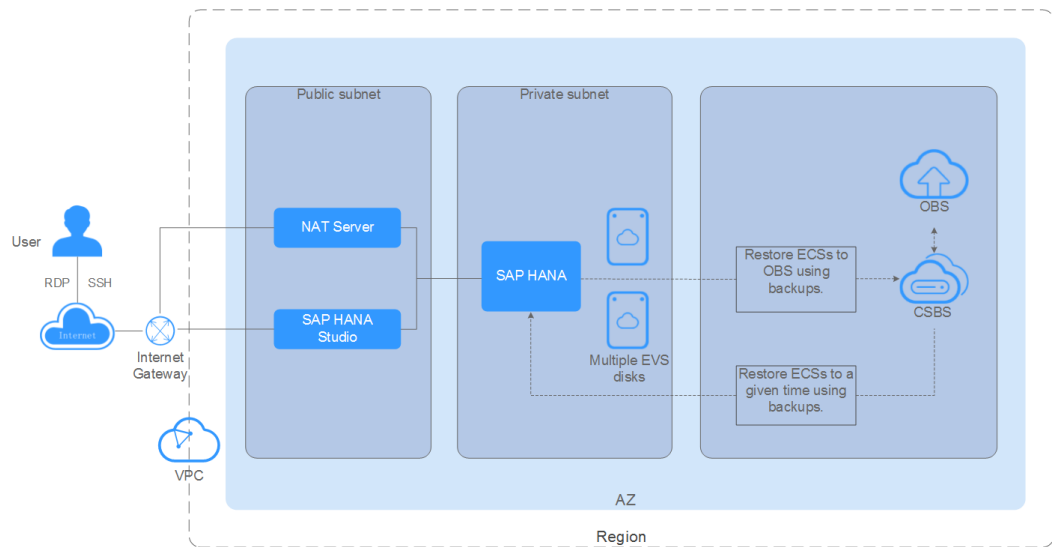 Public subnet
Private subnet
OBS
User
NAT Server
RDP
SSH
SAP HANA
Restore ECSs to
OBS using
backups.
CSBS
Internet
SAP HANA
Studio
Internet
Gateway
Multiple EVS
disks
Restore ECSs to a
given time using
backups.
VPC
AZ
Region